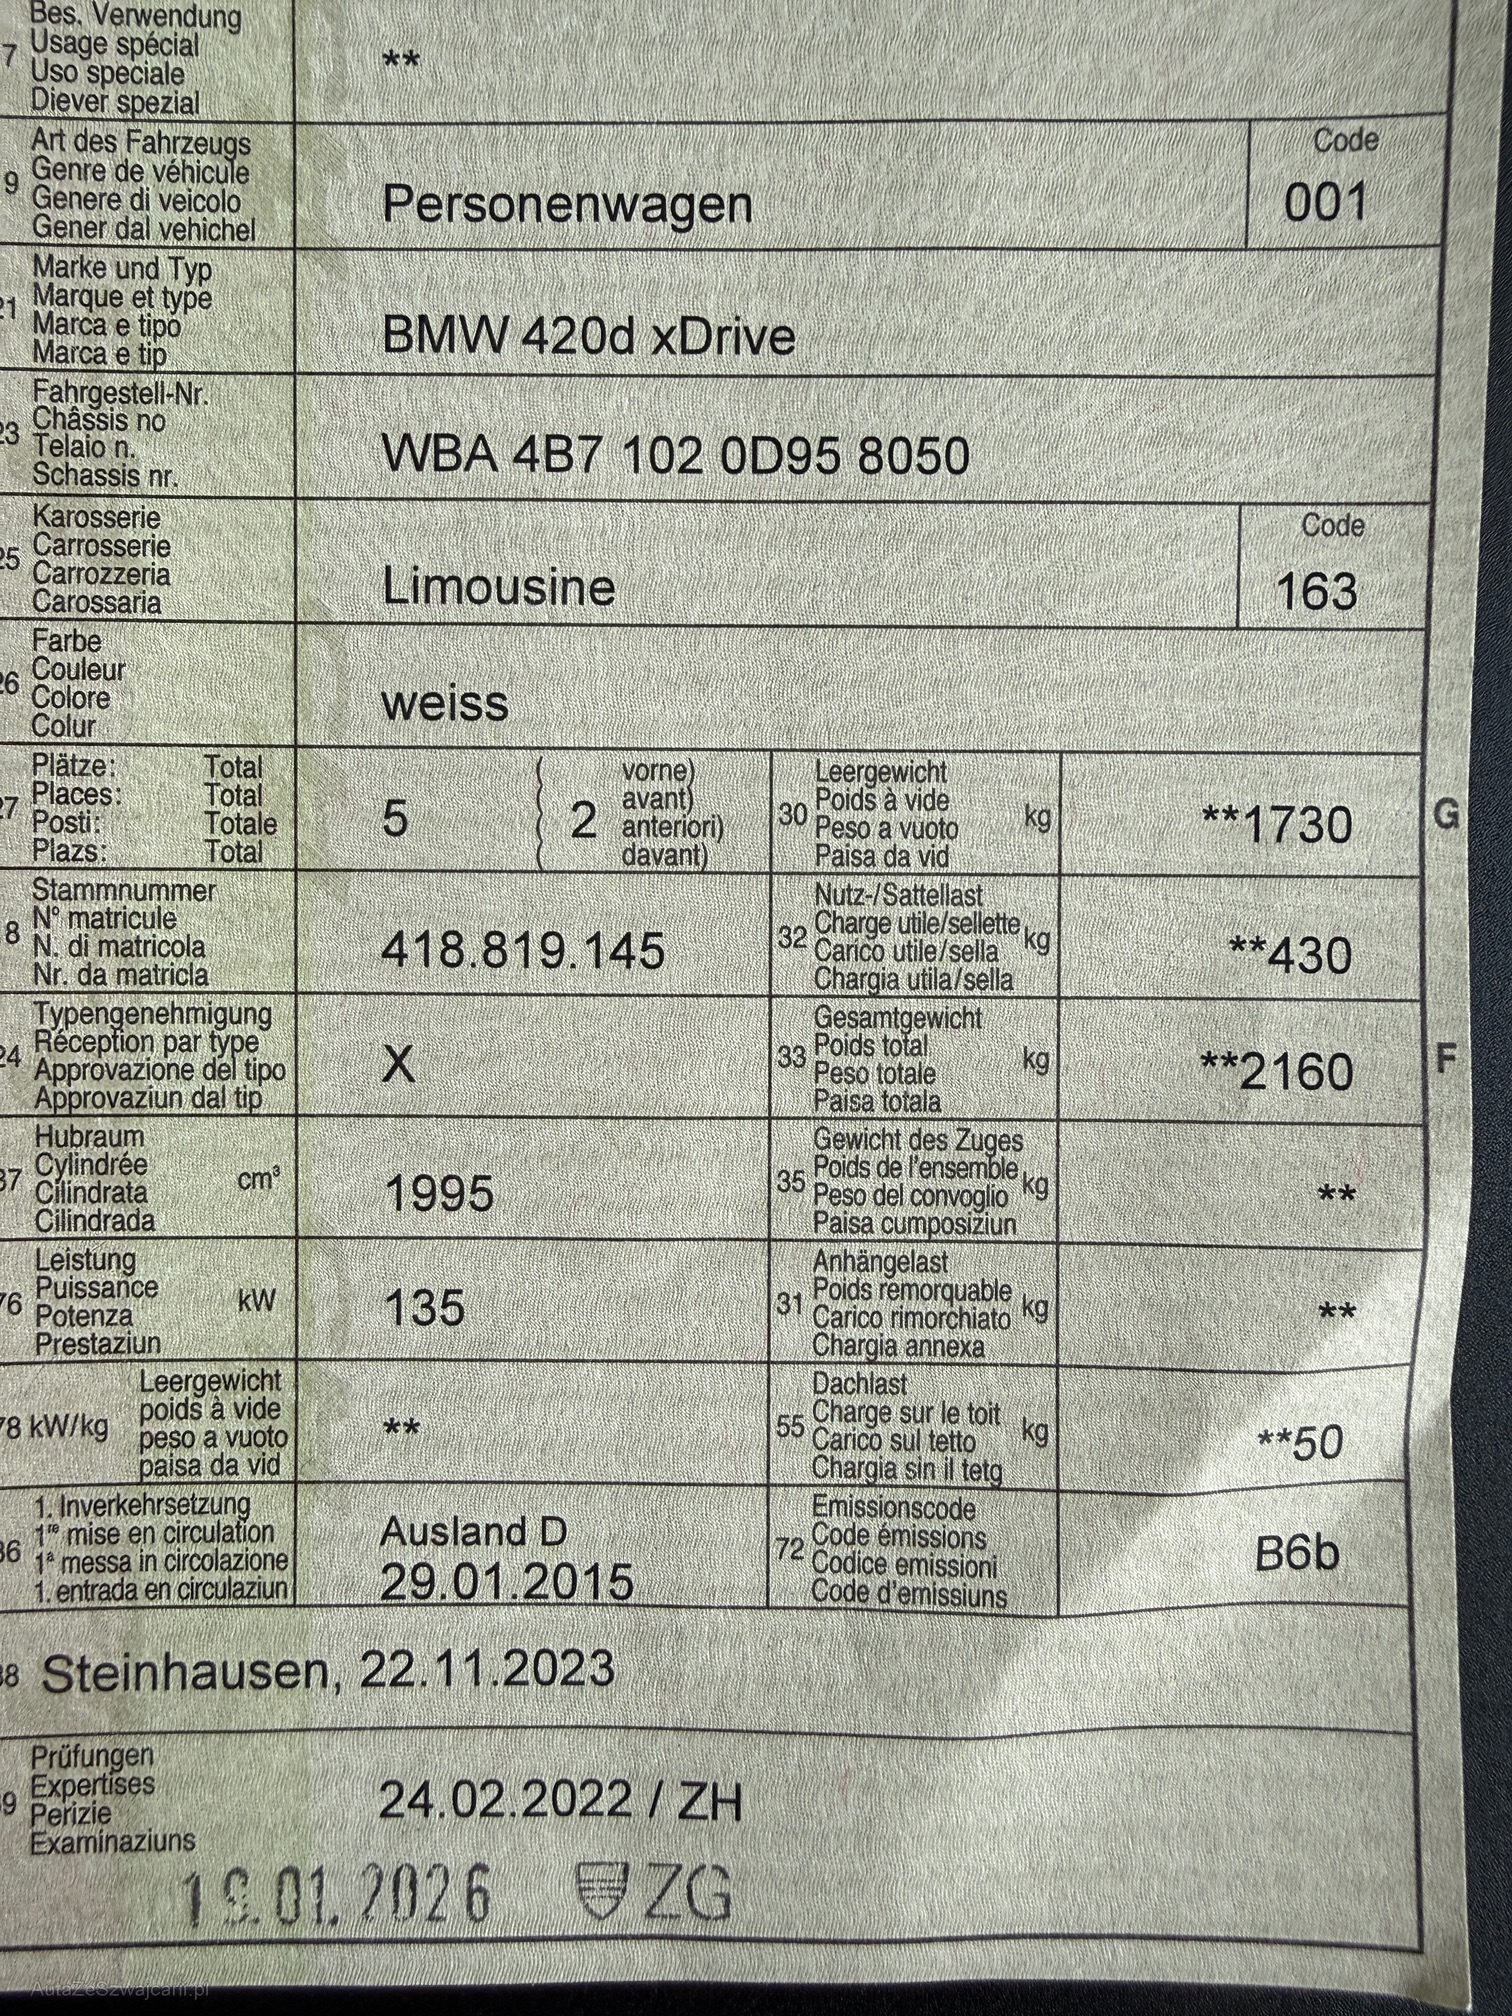 Bes. Verwendung
7 Usage spécial
Uso speciale
Diever spezial
**
Art des Fahrzeugs
9 Genre de véhicule
Genere di veicolo
Gener dal vehichel
Personenwagen
Code
001
Marke und Typ
21 Marque et type
Marca e tipo
Marca e tip
BMW 420d xDrive
Fahrgestell-Nr.
23 Châssis no
Telaio n.
Schassis nr.
WBA 4B7 102 0D95 8050
Karosserie
25 Carrosserie
Carrozzeria
Carossaria
Limousine
Code
163
Farbe
26 Couleur
Colore
Colur
weiss
Plätze: Total
27 Places: Total
Posti: Totale
Plazs: Total
5
( vorne)
( 2 avant)
( anteriori)
( davant)
Leergewicht
30 Poids à vide kg
Peso a vuoto
Paisa da vid
**1730
G
Stammnummer
8 N° matricule
N. di matricola
Nr. da matricla
418.819.145
Nutz-/Sattellast
32 Charge utile/sellette kg
Carico utile/sella
Chargia utila/sella
**430
Typengenehmigung
24 Réception par type
Approvazione del tipo
Approvaziun dal tip
X
Gesamtgewicht
33 Poids total kg
Peso totale
Paisa totala
**2160
F
Hubraum
37 Cylindrée cm³
Cilindrata
Cilindrada
1995
Gewicht des Zuges
35 Poids de l'ensemble kg
Peso del convoglio
Paisa cumposiziun
**
Leistung
76 Puissance kW
Potenza
Prestaziun
135
Anhängelast
31 Poids remorquable kg
Carico rimorchiato
Chargia annexa
**
Leergewicht
78 kW/kg poids à vide
peso a vuoto
paisa da vid
**
Dachlast
55 Charge sur le toit kg
Carico sul tetto
Chargia sin il tetg
**50
1. Inverkehrsetzung
36 1re mise en circulation
1a messa in circolazione
1. entrada en circulaziun
Ausland D
29.01.2015
Emissionscode
72 Code émissions
Codice emissioni
Code d'emissiuns
B6b
38 Steinhausen, 22.11.2023
Prüfungen
39 Expertises
Perizie
Examinaziuns
24.02.2022 / ZH
19.01.2026 ZG
AutaZeSzwajcarii.pl